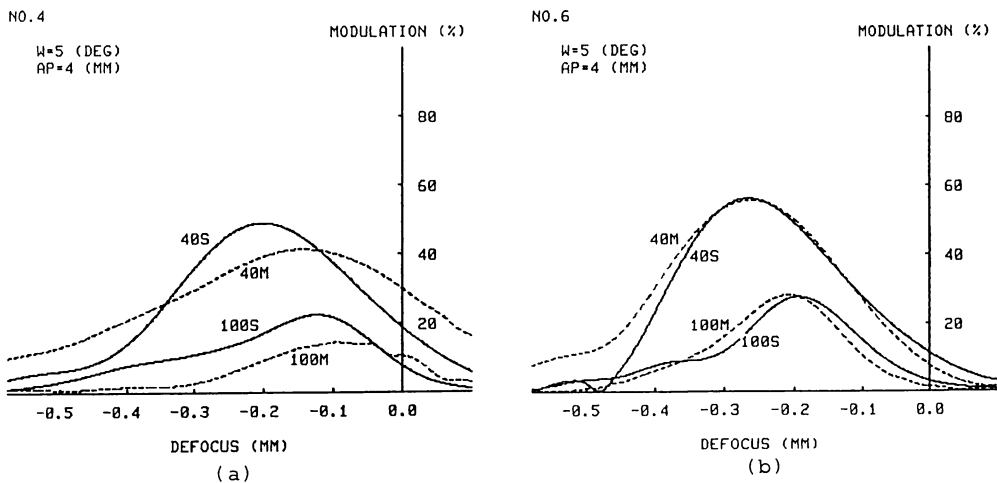 NO.4
MODULATION (%)
W=5 (DEG)
AP=4 (MM)
80
60
40
20
40S
40M
100S
100M
-0.5 -0.4 -0.3 -0.2 -0.1 0.0
DEFOCUS (MM)
(a)
NO.6
MODULATION (%)
W=5 (DEG)
AP=4 (MM)
80
60
40
20
40M
40S
100M
100S
-0.5 -0.4 -0.3 -0.2 -0.1 0.0
DEFOCUS (MM)
(b)